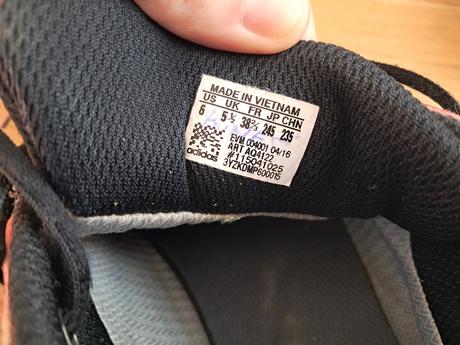 MADE IN VIETNAM
US UK FR JP CHN
6 5½ 38⅔ 245 235
EVM 004001 04/16
ART AQ4122
#115041025
3YZKDMP600015
adidas